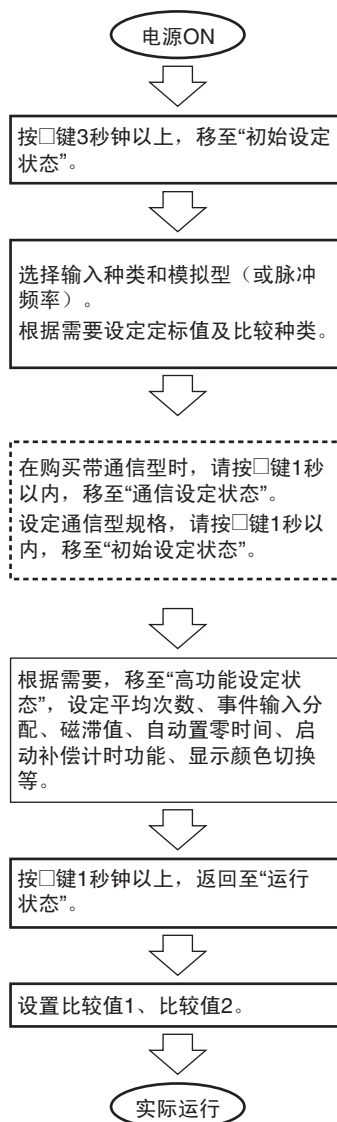 电源ON
按□键3秒钟以上，移至“初始设定
状态”。
选择输入种类和模拟型（或脉冲
频率）。
根据需要设定定标值及比较种类。
在购买带通信型时，请按□键1秒
以内，移至“通信设定状态”。
设定通信型规格，请按□键1秒以
内，移至“初始设定状态”。
根据需要，移至“高功能设定状
态”，设定平均次数、事件输入分
配、磁滞值、自动置零时间、启
动补偿计时功能、显示颜色切换
等。
按□键1秒钟以上，返回至“运行
状态”。
设置比较值1、比较值2。
实际运行